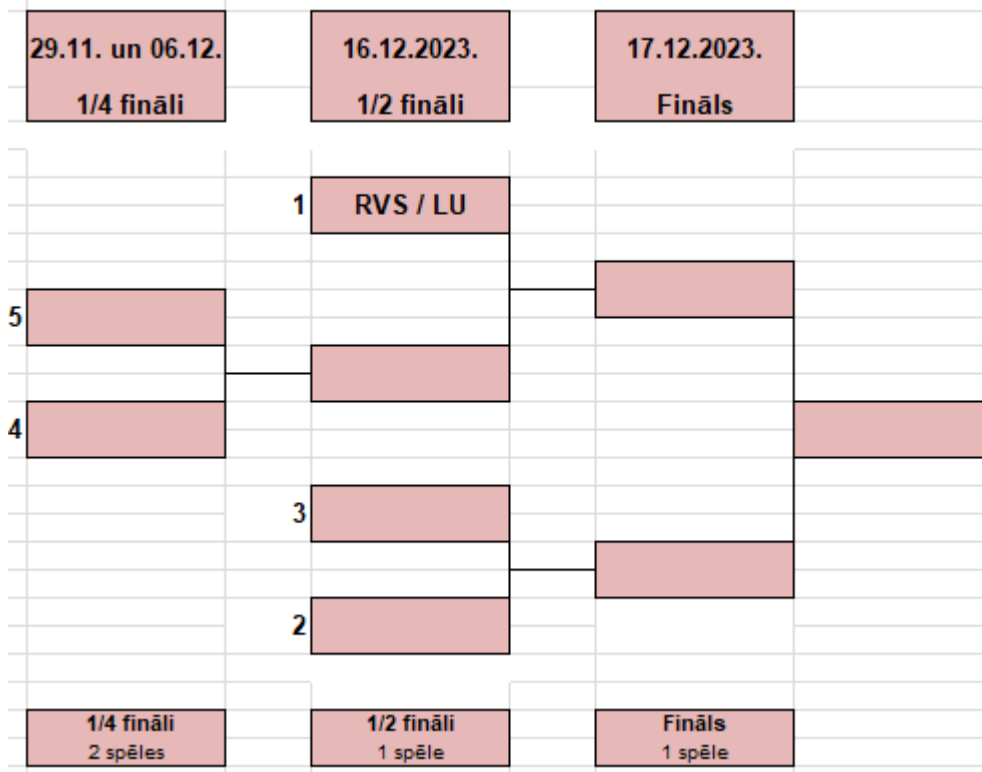 29.11. un 06.12.
1/4 fināli
16.12.2023.
1/2 fināli
17.12.2023.
Fināls
1
RVS / LU
5
4
3
2
1/4 fināli
2 spēles
1/2 fināli
1 spēle
Fināls
1 spēle